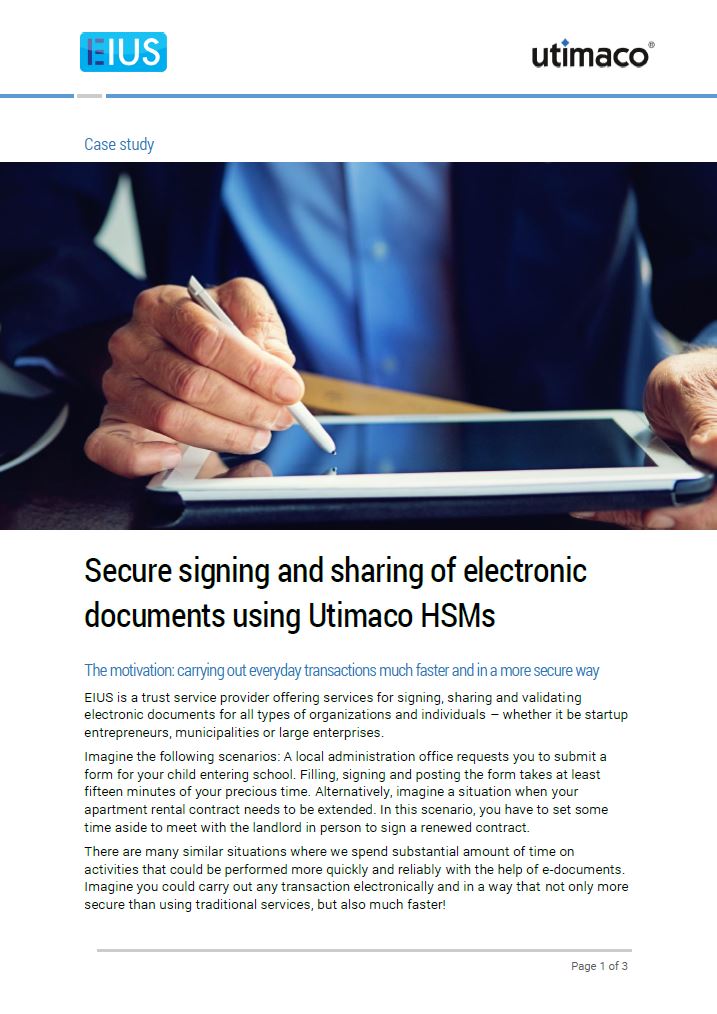 EIUS
utimaco®
Case study
Secure signing and sharing of electronic
documents using Utimaco HSMs
The motivation: carrying out everyday transactions much faster and in a more secure way
EIUS is a trust service provider offering services for signing, sharing and validating
electronic documents for all types of organizations and individuals – whether it be startup
entrepreneurs, municipalities or large enterprises.
Imagine the following scenarios: A local administration office requests you to submit a
form for your child entering school. Filling, signing and posting the form takes at least
fifteen minutes of your precious time. Alternatively, imagine a situation when your
apartment rental contract needs to be extended. In this scenario, you have to set some
time aside to meet with the landlord in person to sign a renewed contract.
There are many similar situations where we spend substantial amount of time on
activities that could be performed more quickly and reliably with the help of e-documents.
Imagine you could carry out any transaction electronically and in a way that not only more
secure than using traditional services, but also much faster!
Page 1 of 3